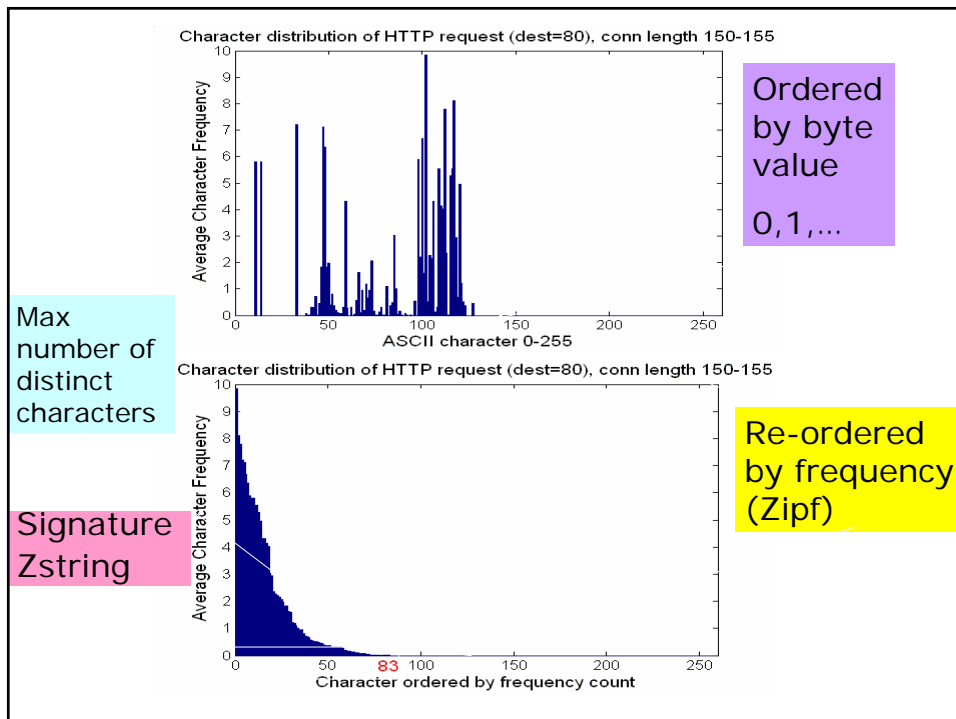 Character distribution of HTTP request (dest=80), conn length 150-155
10
9
8
7
6
5
4
3
2
1
0
Average Character Frequency
0 50 100 150 200 250
ASCII character 0-255
Ordered
by byte
value
0,1,...
Max
number of
distinct
characters
Character distribution of HTTP request (dest=80), conn length 150-155
10
9
8
7
6
5
4
3
2
1
0
Average Character Frequency
0 50 83 100 150 200 250
Character ordered by frequency count
Re-ordered
by frequency
(Zipf)
Signature
Zstring